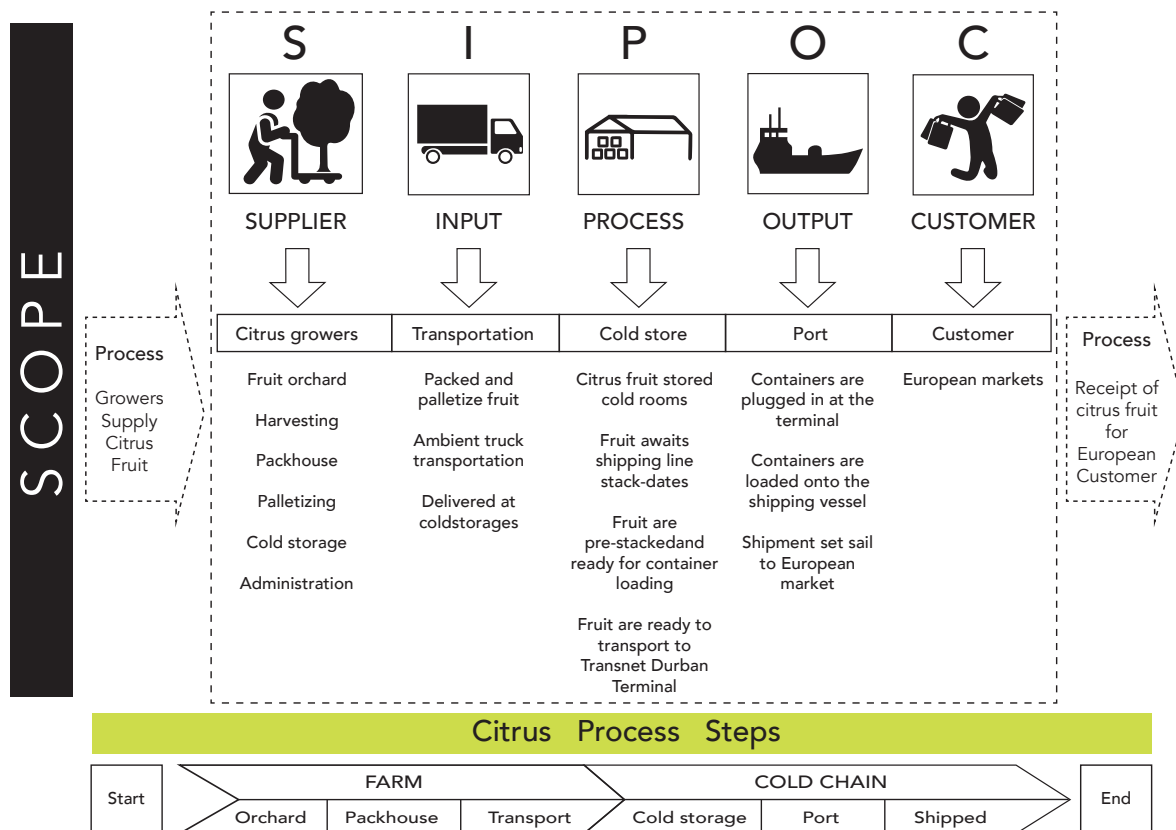 SCOPE
S I P O C
SUPPLIER
INPUT
PROCESS
OUTPUT
CUSTOMER
Process
Growers
Supply
Citrus
Fruit
Citrus growers
Fruit orchard
Harvesting
Packhouse
Palletizing
Cold storage
Administration
Transportation
Packed and
palletize fruit
Ambient truck
transportation
Delivered at
coldstorages
Cold store
Citrus fruit stored
cold rooms
Fruit awaits
shipping line
stack-dates
Fruit are
pre-stackedand
ready for container
loading
Fruit are ready to
transport to
Transnet Durban
Terminal
Port
Containers are
plugged in at the
terminal
Containers are
loaded onto the
shipping vessel
Shipment set sail
to European
market
Customer
European markets
Process
Receipt of
citrus fruit
for
European
Customer
Citrus Process Steps
Start
FARM
Orchard
Packhouse
Transport
COLD CHAIN
Cold storage
Port
Shipped
End